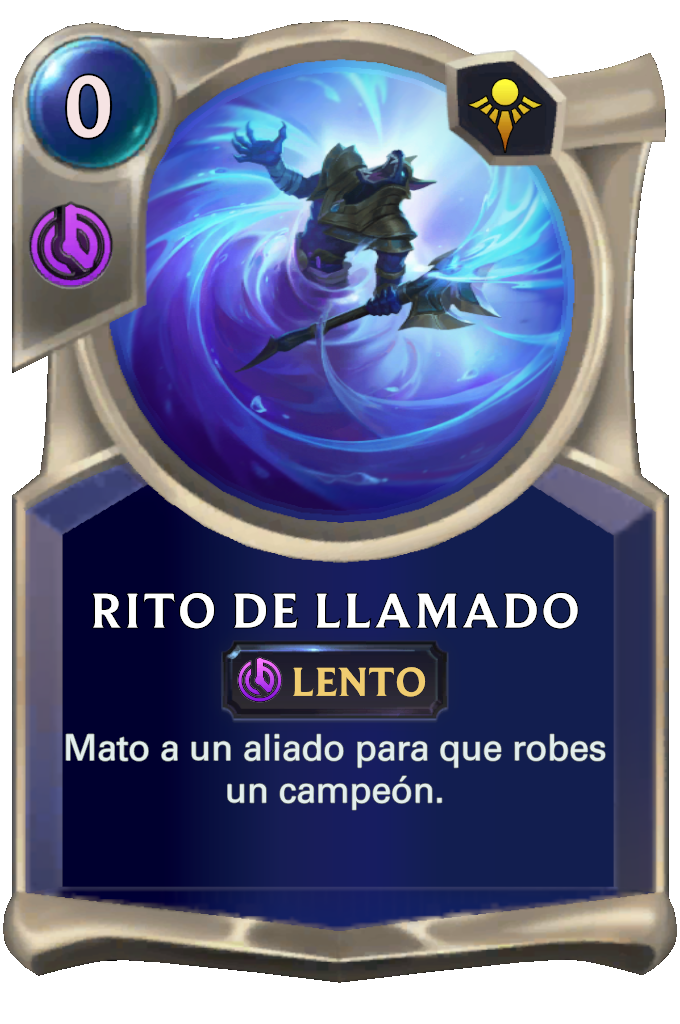 0
RITO DE LLAMADO
LENTO
Mato a un aliado para que robes
un campeón.